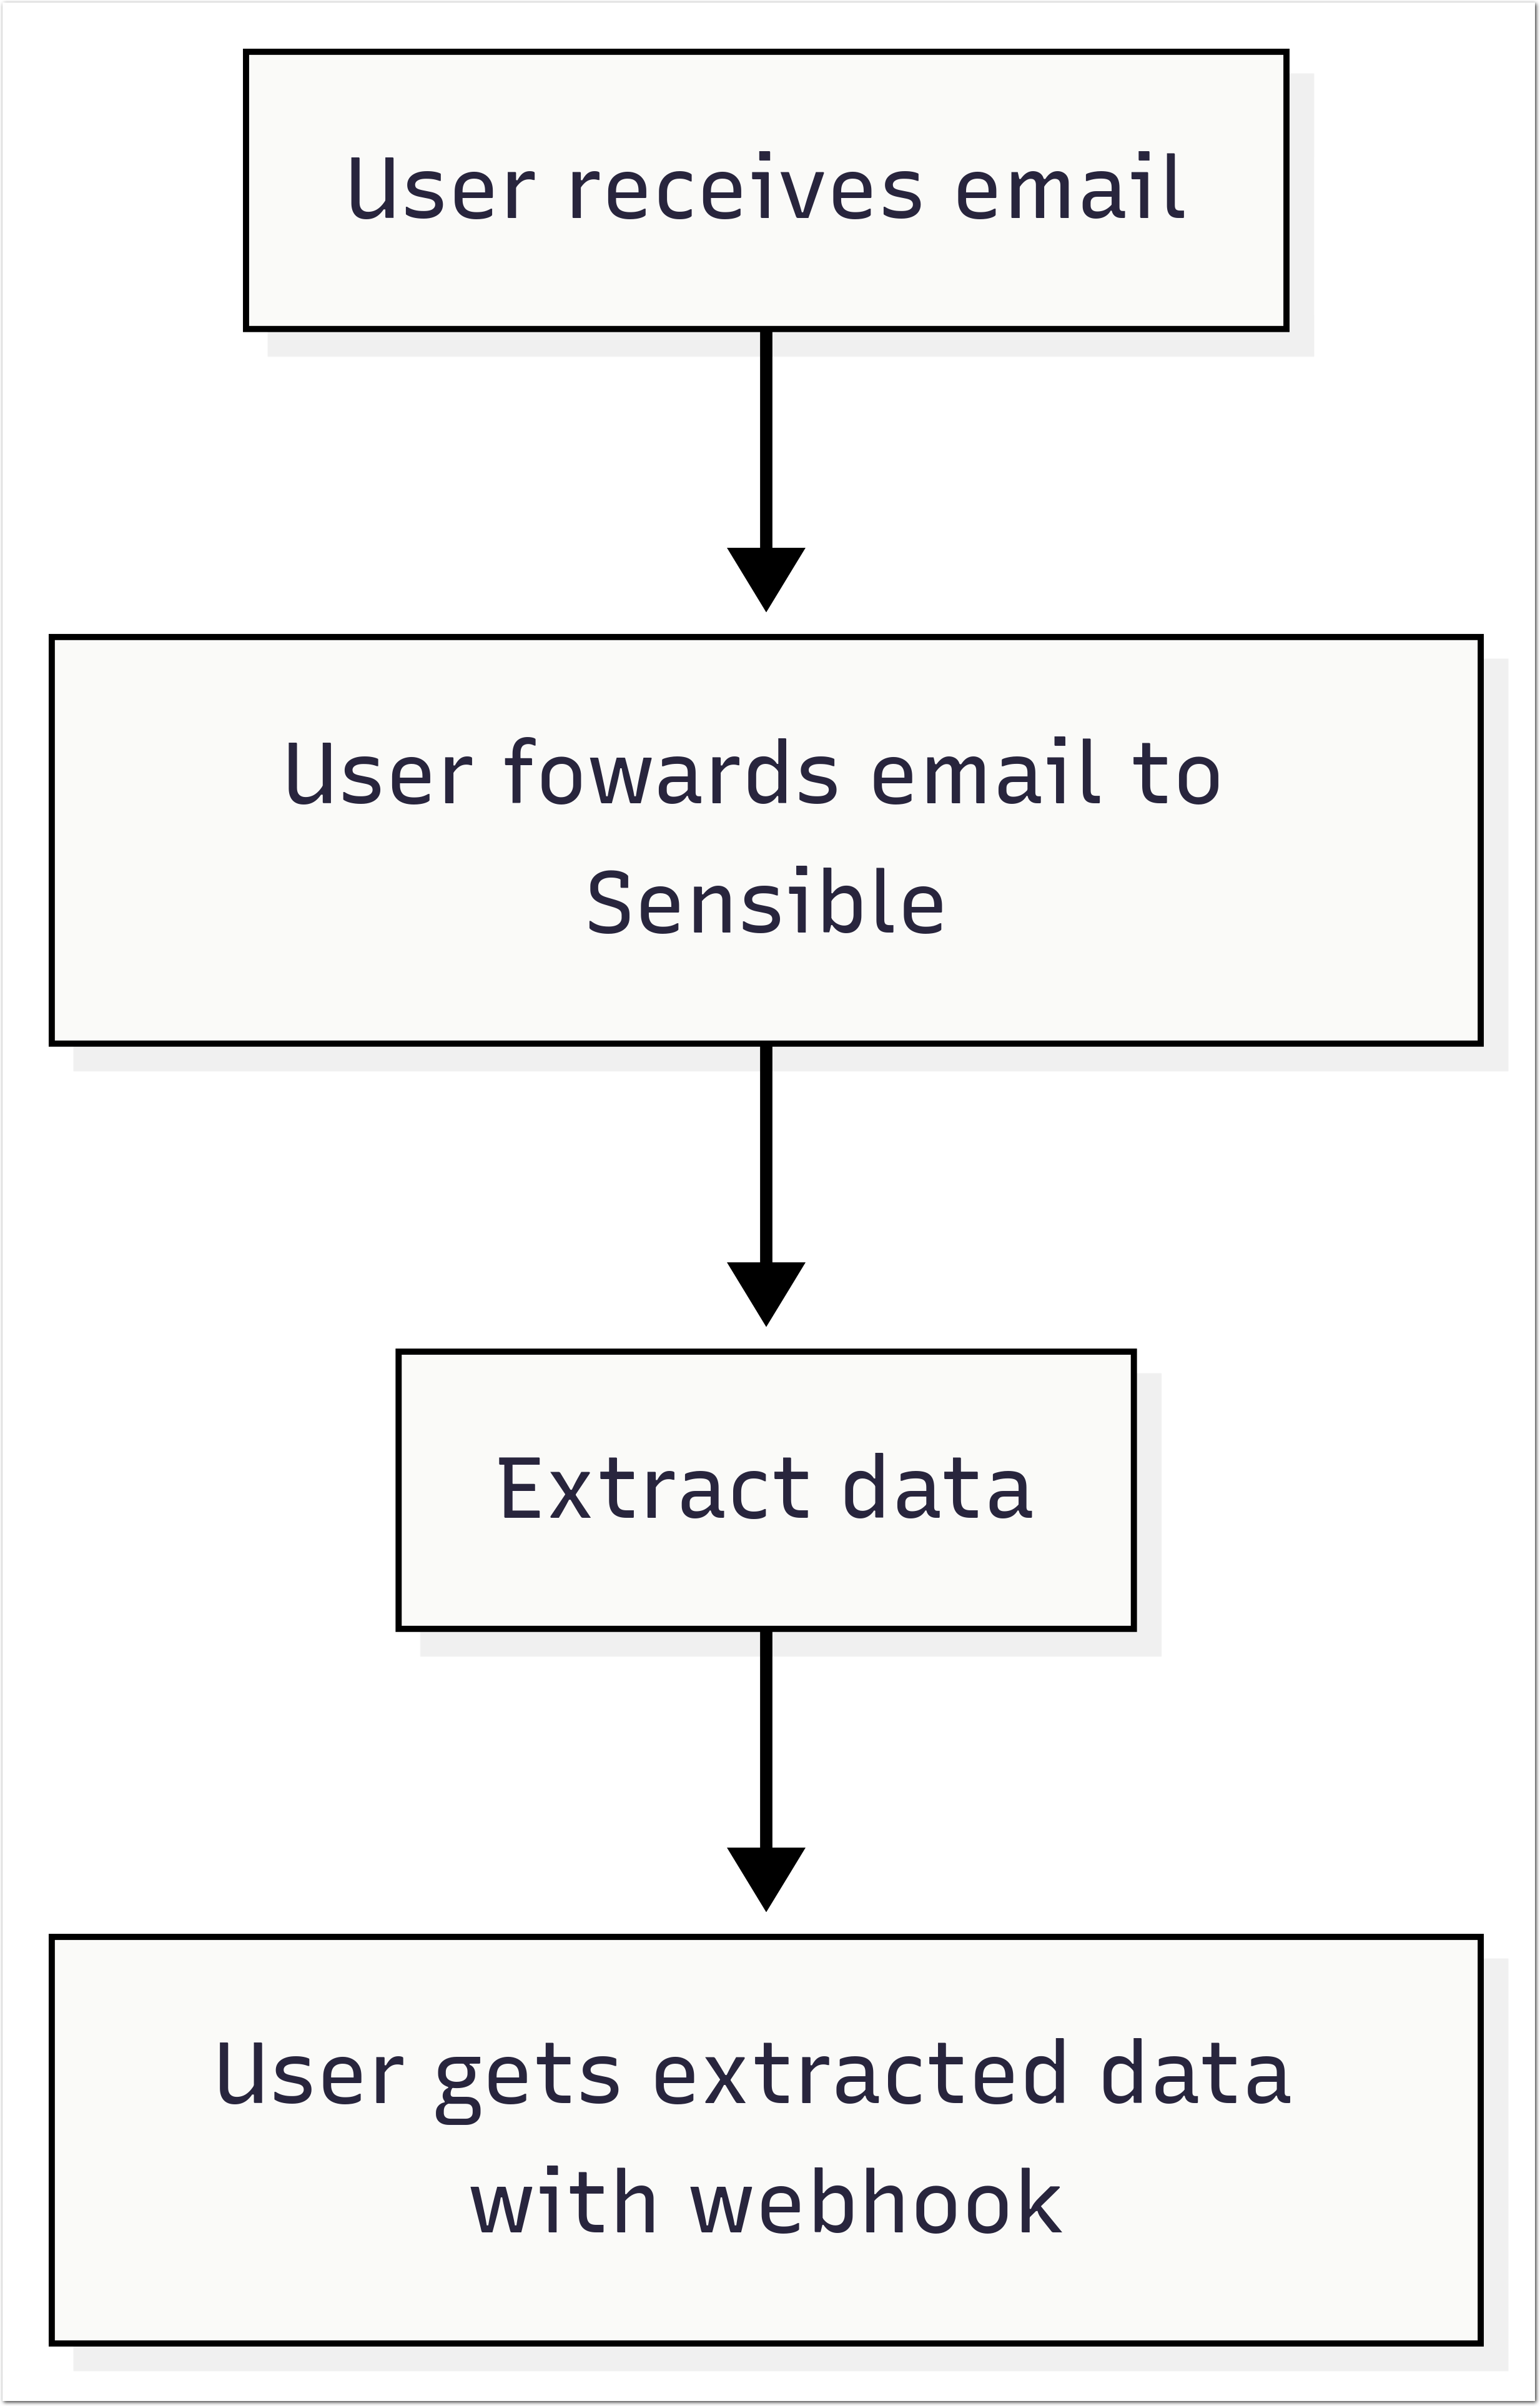 User receives email
User fowards email to
Sensible
Extract data
User gets extracted data
with webhook